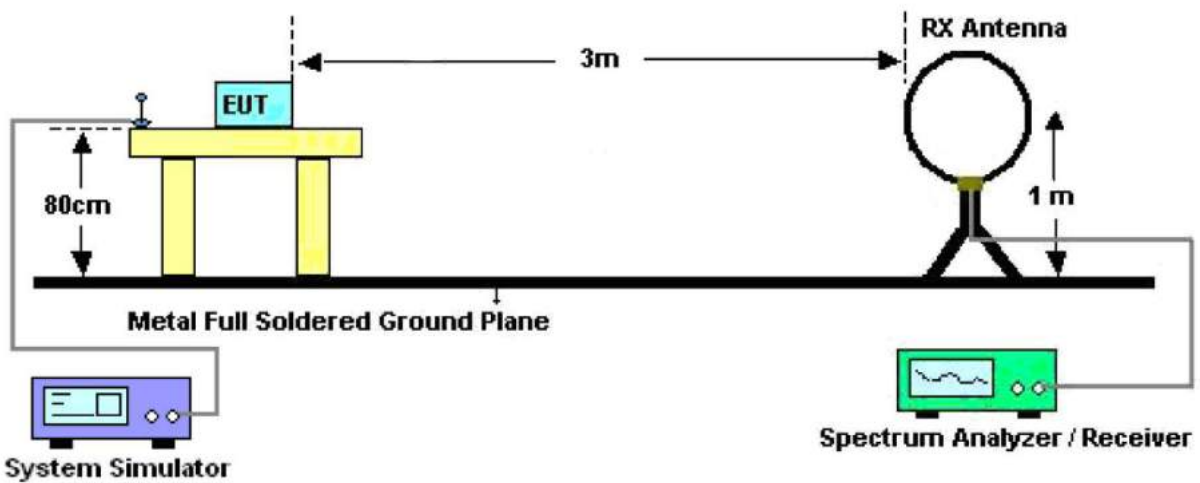 RX Antenna
3m
EUT
80cm
1 m
Metal Full Soldered Ground Plane
System Simulator
Spectrum Analyzer / Receiver